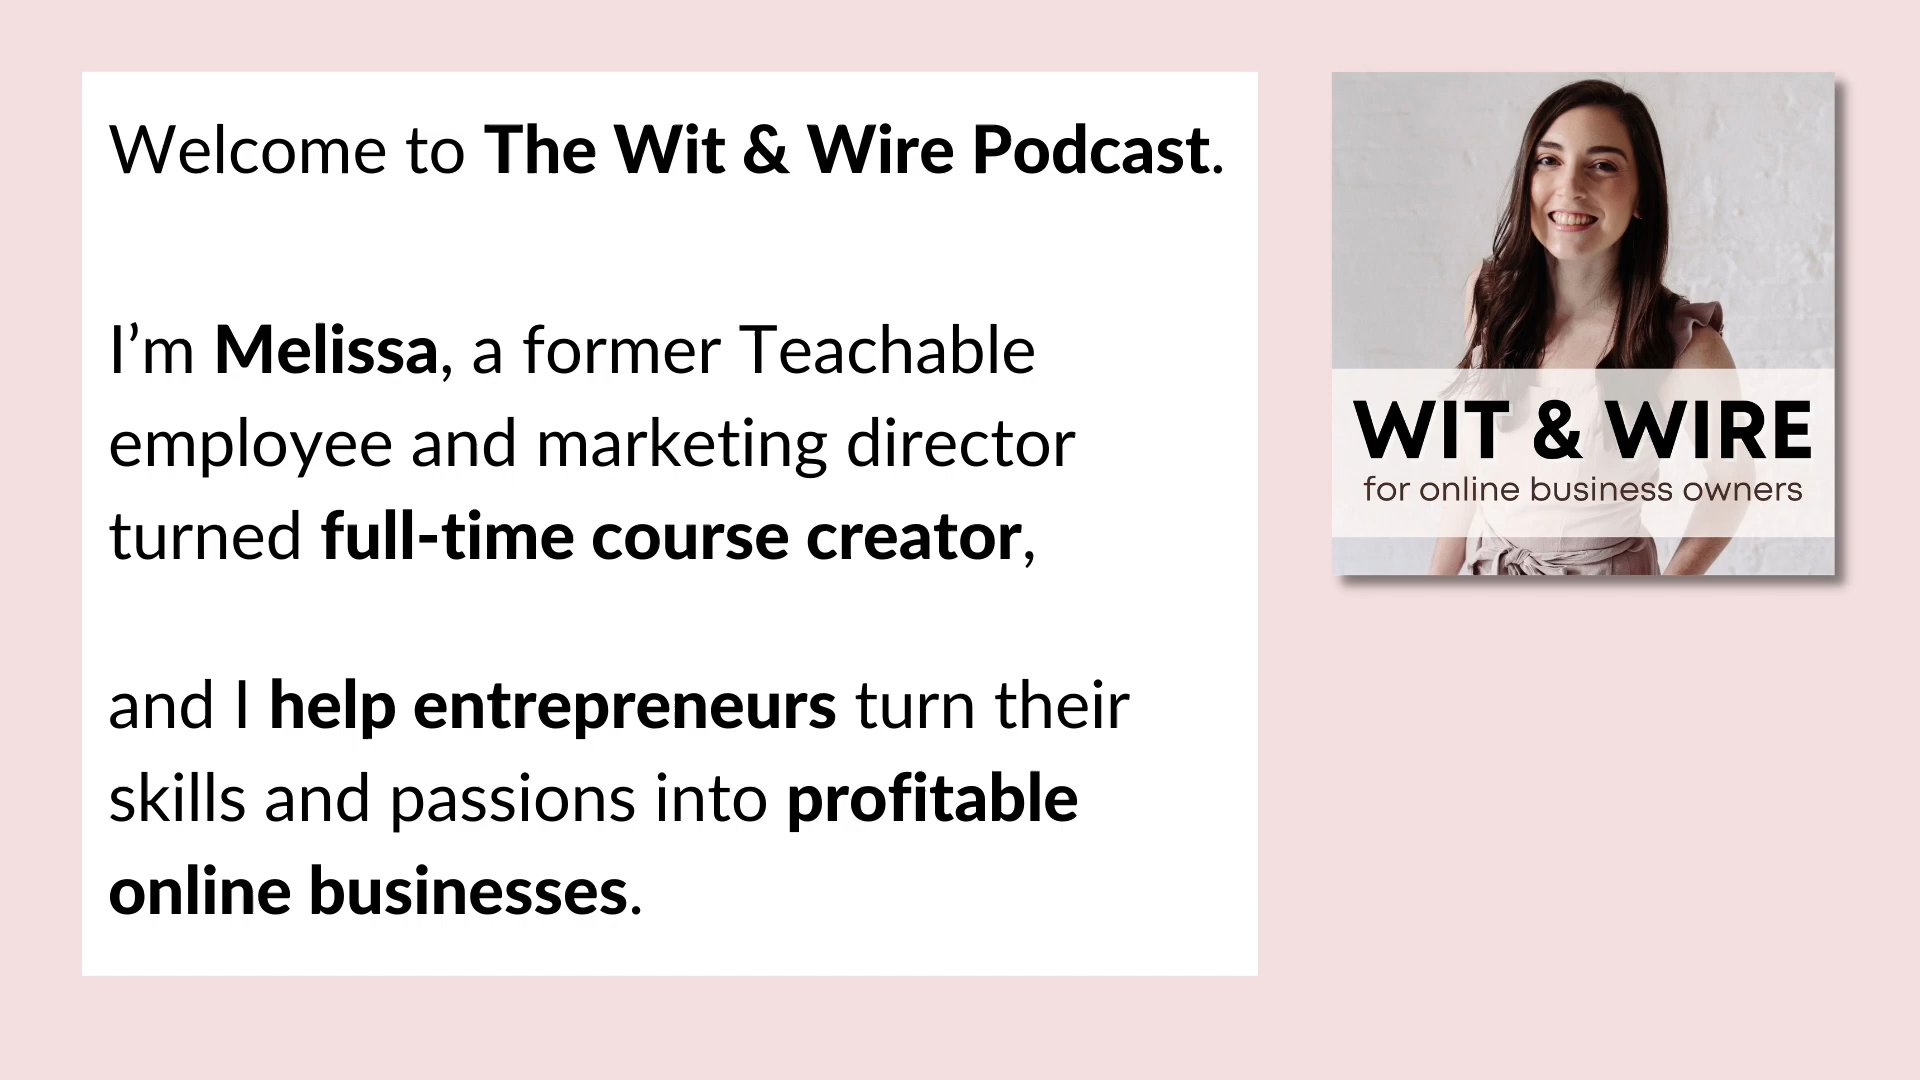 Welcome to The Wit & Wire Podcast.
I’m Melissa, a former Teachable
employee and marketing director
turned full-time course creator,
and I help entrepreneurs turn their
skills and passions into profitable
online businesses.
WIT & WIRE
for online business owners